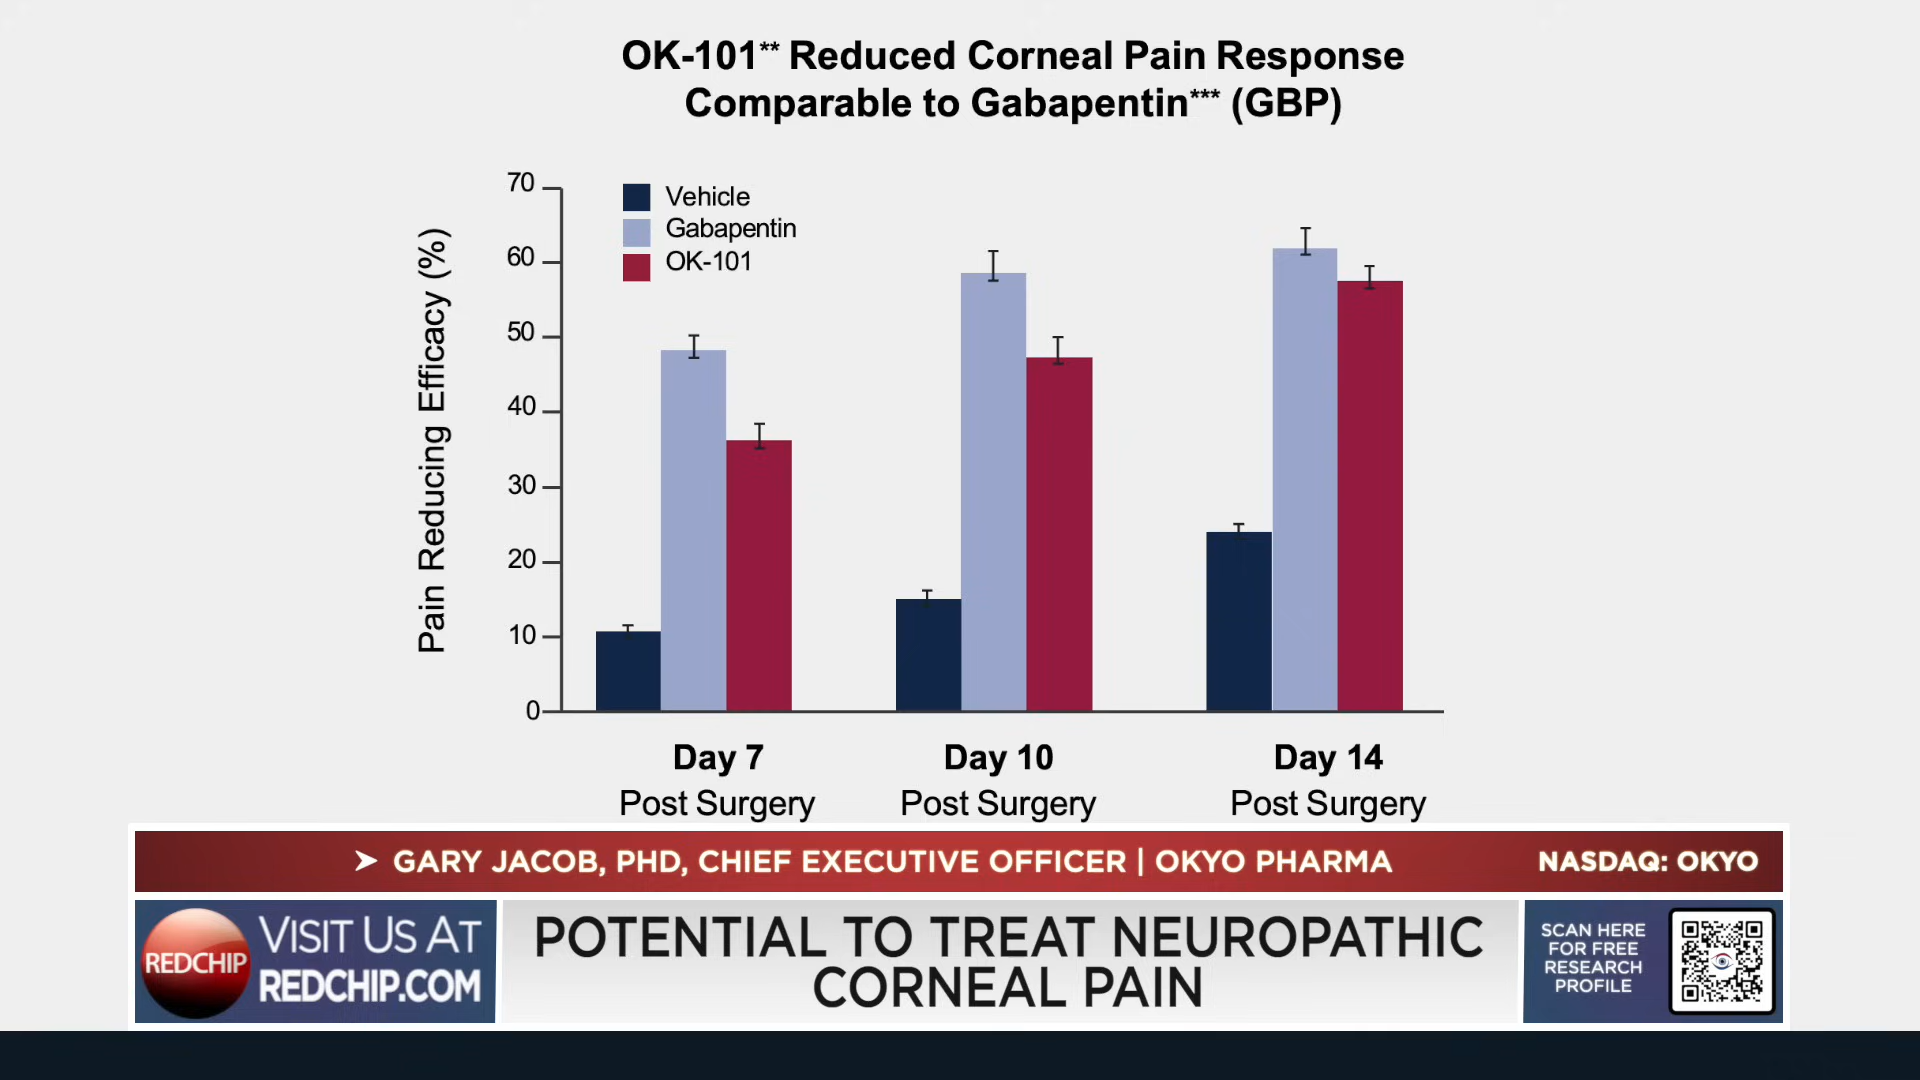 OK-101** Reduced Corneal Pain Response
Comparable to Gabapentin*** (GBP)
Pain Reducing Efficacy (%)
70
60
50
40
30
20
10
0
Vehicle
Gabapentin
OK-101
Day 7
Post Surgery
Day 10
Post Surgery
Day 14
Post Surgery
➤ GARY JACOB, PHD, CHIEF EXECUTIVE OFFICER | OKYO PHARMA
NASDAQ: OKYO
REDCHIP
VISIT US AT
REDCHIP.COM
POTENTIAL TO TREAT NEUROPATHIC
CORNEAL PAIN
SCAN HERE
FOR FREE
RESEARCH
PROFILE